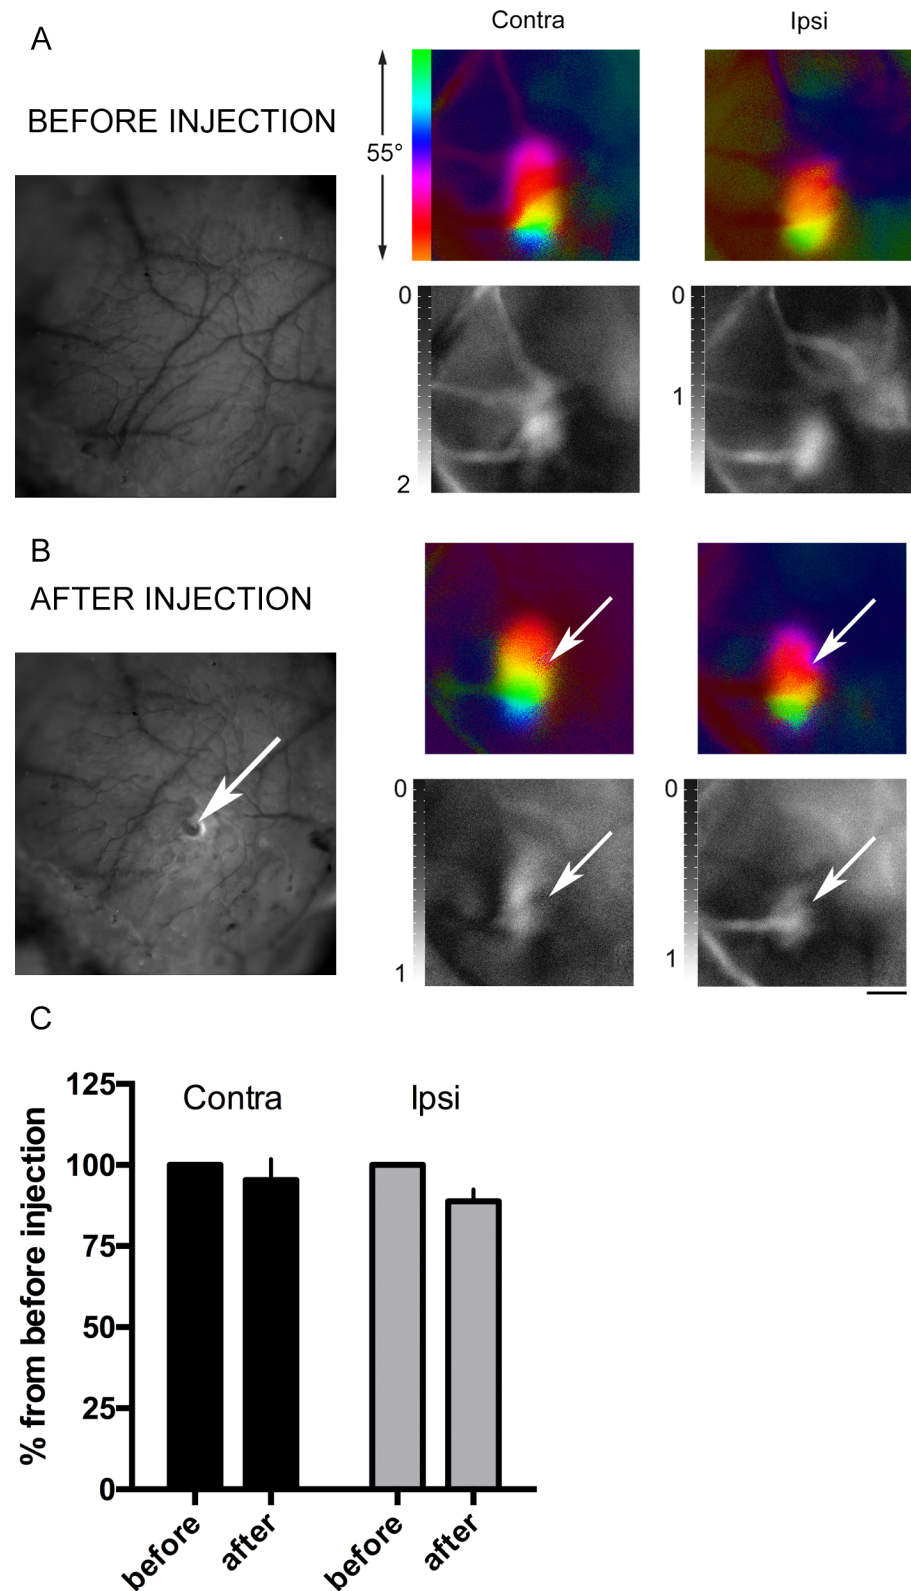 A
Contra
Ipsi
BEFORE INJECTION
55°
0
2
0
1
B
AFTER INJECTION
0
1
0
1
C
% from before injection
125
100
75
50
25
0
Contra
Ipsi
before
after
before
after